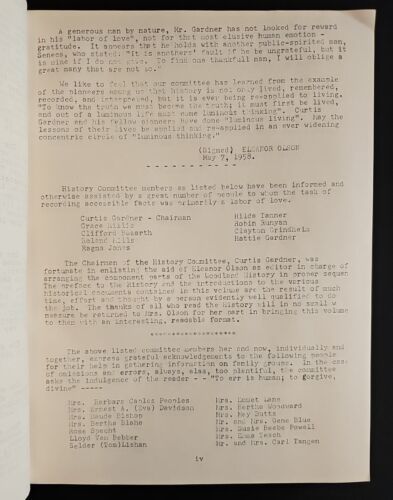 A generous man by nature, Mr. Gardner has not looked for reward
in his "labor of love", not for that most elusive human emotion -
gratitude. It appears that he holds with another public-spirited man,
Seneca, who stated: "it is anothers' fault if he be ungrateful, but it
is mine if I do not give. To find one thankfull man, I will oblige a
great many that are not so."
We like to feel that our committee has learned from the example
of the pioneers among us that history is not only lived, remembered,
recorded, and interpreted, but it is ever being re-applied to living.
"To know the truth we must become the truth; it must first be lived,
and out of a luminous life must come luminous thinking". Curtis
Gardner and his fellow pioneers have done "luminous living". May the
lessons of their lives be applied and re-applied in an ever widening
concentric circle of "luminous thinking."
(Signed) ELEANOR OLSON
May 7, 1958.
- - - - - - - - - - -
History Committee members as listed below have been informed and
otherwise assisted by a great number of people to whom the task of
recording accessible facts was primarily a labor of love.
Curtis Gardner - Chairman Hilda Tanner
Grace Hills Robin Runyan
Clifford Bozarth Clayton Grindheim
Roland Hills Hattie Gardner
Ragna Jones
The Chairman of the History Committee, Curtis Gardner, was
fortunate in enlisting the aid of Eleanor Olson as editor in charge of
arranging the component parts of the Woodland History in proper sequen
The preface to the History and the introductions to the various
historical documents contained in this volume are the result of much
time, effort and thought by a person evidently well qualified to do
the job. The thanks of all who read the history will in no small
measure be returned to Mrs. Olson for her part in bringing this volume
to them with an interesting, readable format.
********************
The above listed committee members her and now, individually and
together, express grateful acknowledgements to the following people
for their help in gathering information on family groups. In the case
of omissions and errors, always, alas, too plentiful, the committee
asks the indulgence of the reader - - "To err is human; to forgive,
divine" -----
Mrs. Barbara Peoples Mrs. Emmet Lane
Mrs. Ernest A. (Eva) Davidson Mrs. Bertha Woodward
Mrs. Maude Bishop Mrs. May Butts
Mrs. Bertha Mr. and Mrs. Gene Blue
Rose Specht Mrs. Susie Beebe Powell
Lloyd Van Bebber Mrs. Emma Tesch
Belder (Tom) Mr. and Mrs. Carl Tangen
iv